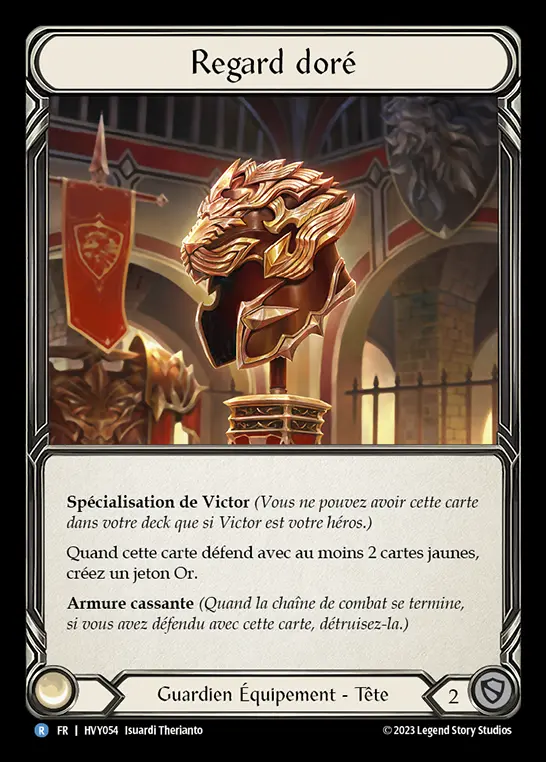 Regard doré
Spécialisation de Victor (Vous ne pouvez avoir cette carte
dans votre deck que si Victor est votre héros.)
Quand cette carte défend avec au moins 2 cartes jaunes,
créez un jeton Or.
Armure cassante (Quand la chaîne de combat se termine,
si vous avez défendu avec cette carte, détruisez-la.)
Guardien Équipement - Tête
2
R FR | HVY054 Isuardi Therianto
© 2023 Legend Story Studios